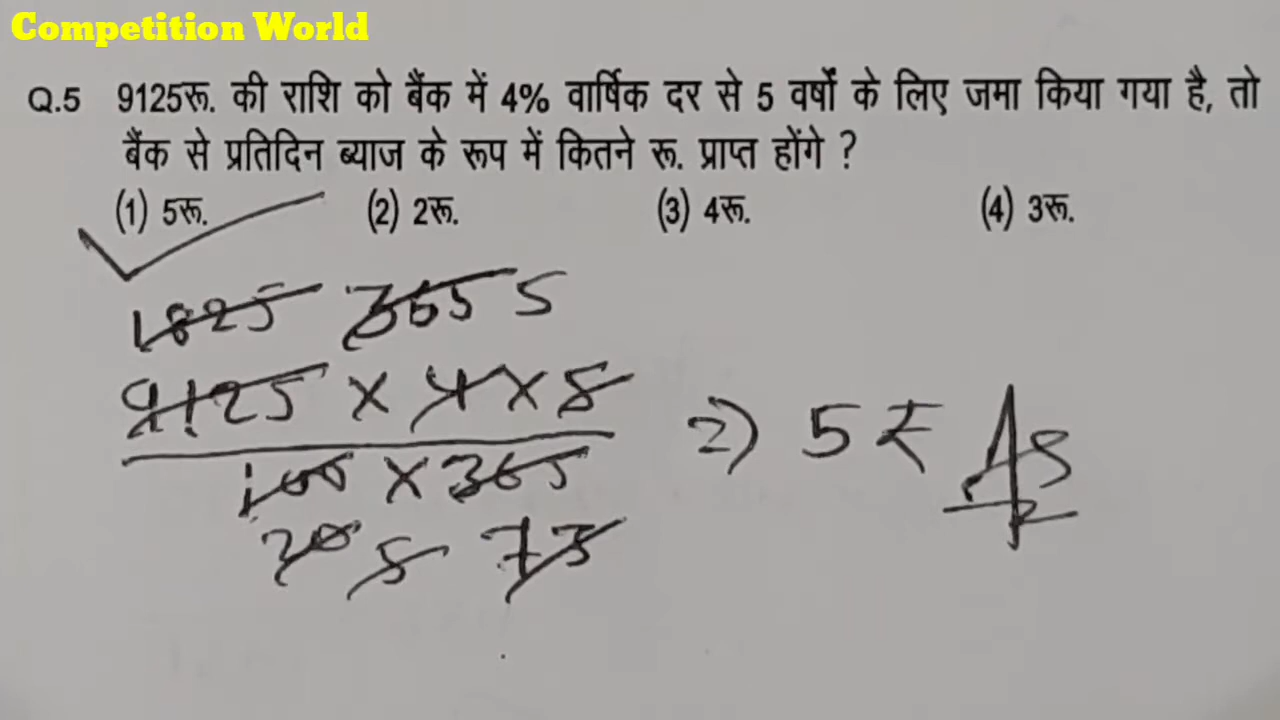 Competition World
Q.5 9125रू. की राशि को बैंक में 4% वार्षिक दर से 5 वर्षों के लिए जमा किया गया है, तो
बैंक से प्रतिदिन ब्याज के रूप में कितने रू. प्राप्त होंगे ?
(1) 5रू. (2) 2रू. (3) 4रू. (4) 3रू.
1825 365 5
9125 × 4 × 5
100 × 365
20 5 73
=) 5₹ As